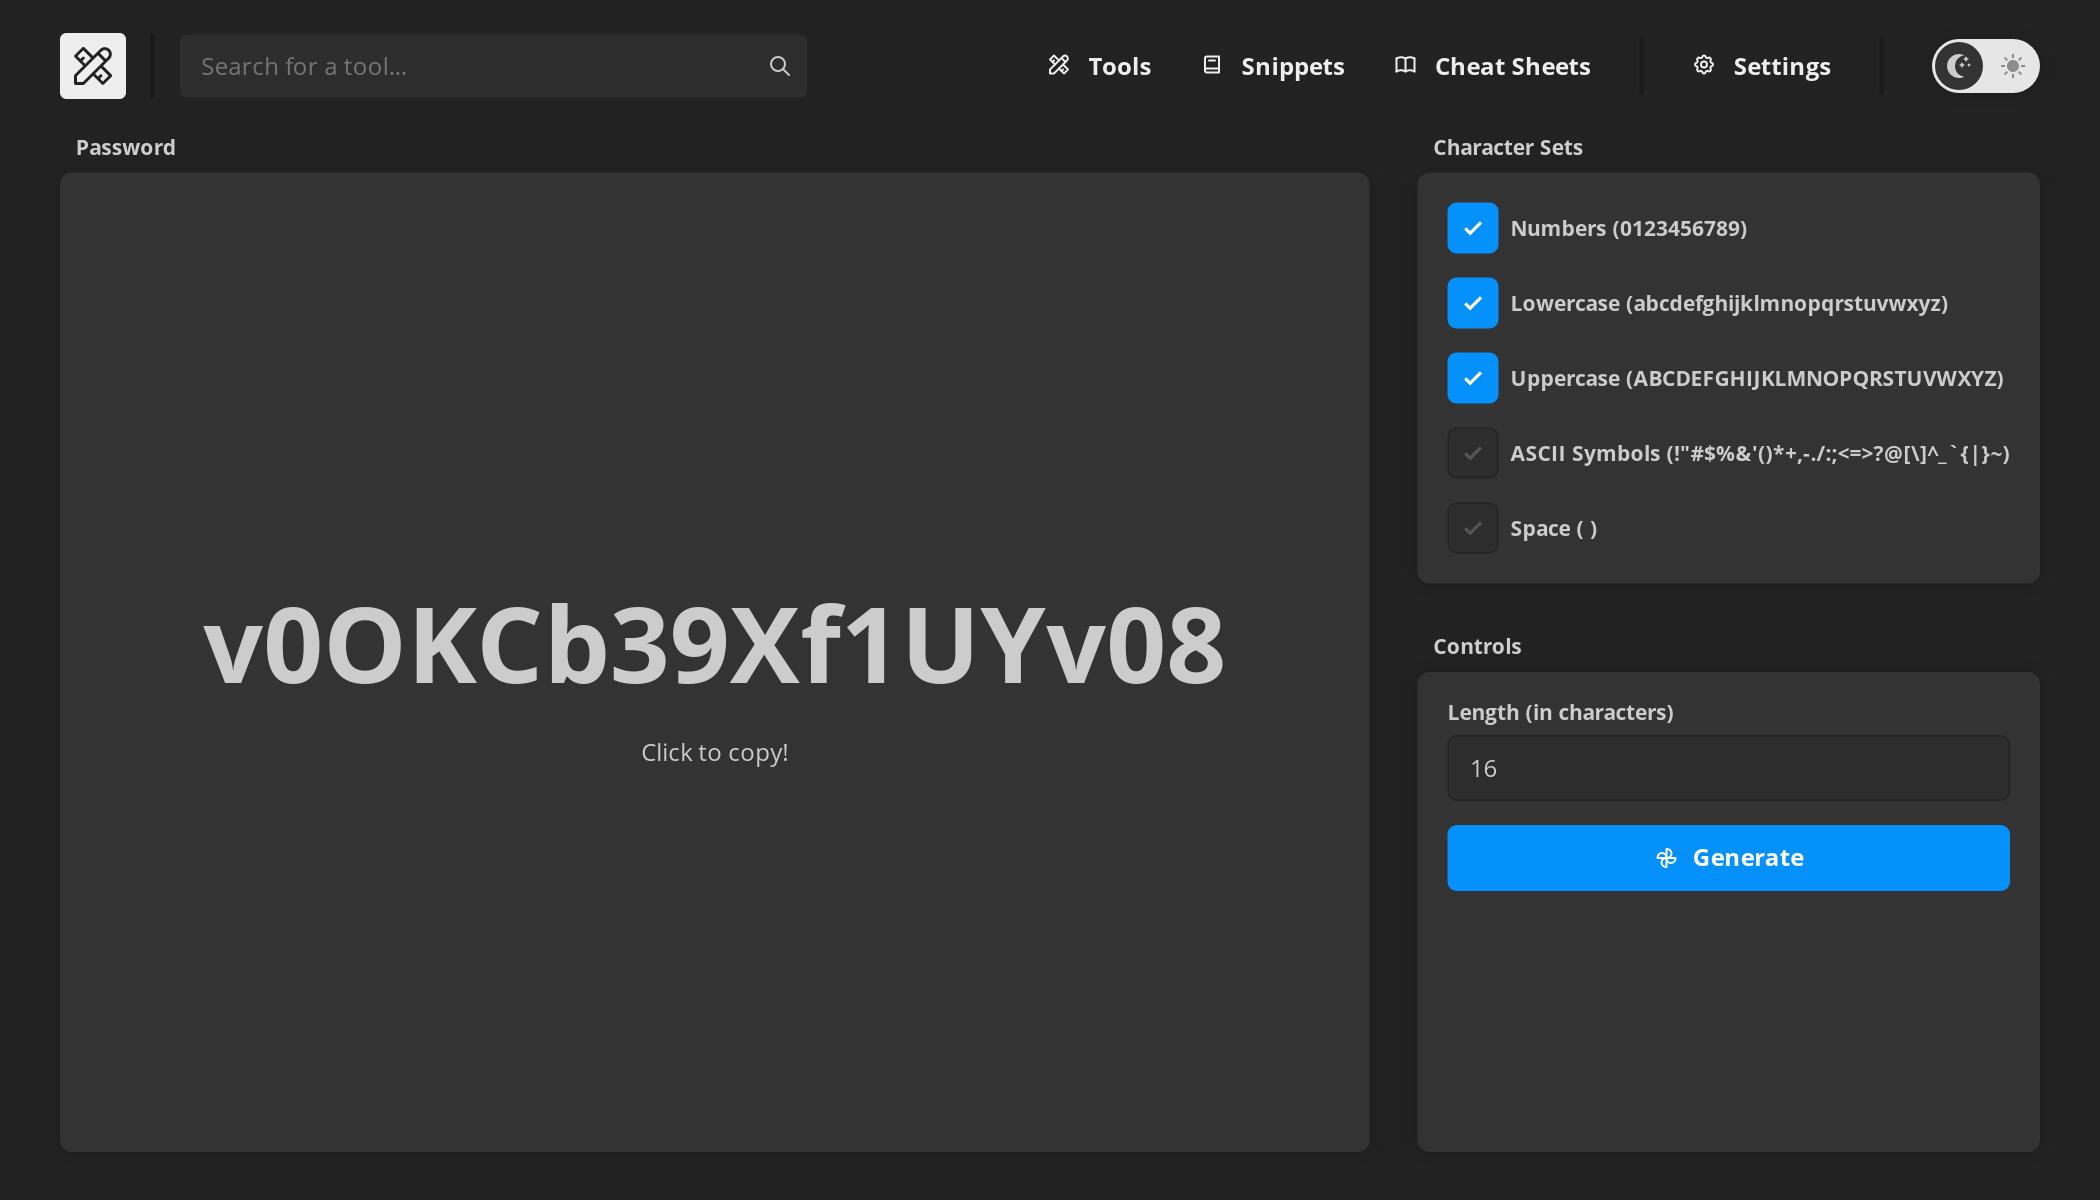 Search for a tool...
Tools
Snippets
Cheat Sheets
Settings
Password
v0OKCb39Xf1UYv08
Click to copy!
Character Sets
Numbers (0123456789)
Lowercase (abcdefghijklmnopqrstuvwxyz)
Uppercase (ABCDEFGHIJKLMNOPQRSTUVWXYZ)
ASCII Symbols (!"#$%&'()*+,-./:;<=>?@[\]^_`{|}~)
Space ( )
Controls
Length (in characters)
16
Generate